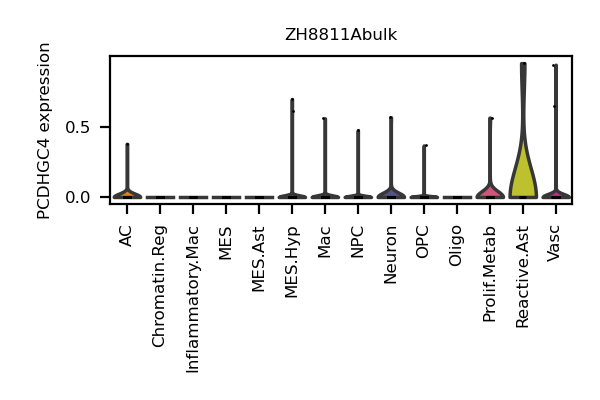 ZH8811Abulk
PCDHGC4 expression
0.5
0.0
AC
Chromatin.Reg
Inflammatory.Mac
MES
MES.Ast
MES.Hyp
Mac
NPC
Neuron
OPC
Oligo
Prolif.Metab
Reactive.Ast
Vasc